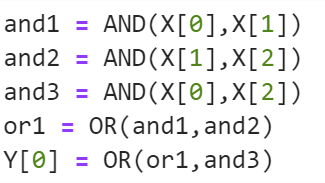 and1 = AND(X[0],X[1])
and2 = AND(X[1],X[2])
and3 = AND(X[0],X[2])
or1 = OR(and1,and2)
Y[0] = OR(or1,and3)